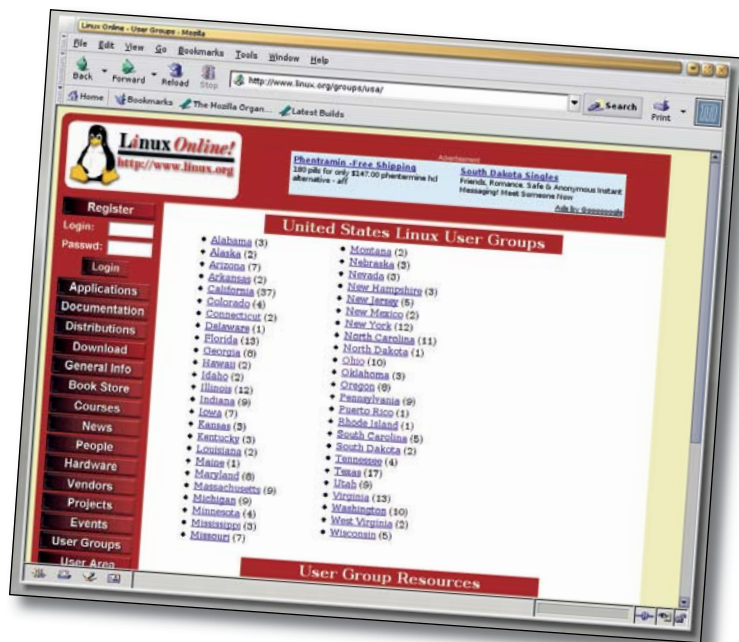 Linux Online - User Groups - Mozilla
File Edit View Go Bookmarks Tools Window Help
Back Forward Reload Stop http://www.linux.org/groups/usa/ Search Print
Home Bookmarks The Mozilla Organ... Latest Builds
Linux Online!
http://www.linux.org
Advertisement
Phentramin -Free Shipping
180 pills for only $147.00 phentermine hcl
alternative - aff
South Dakota Singles
Friends, Romance. Safe & Anonymous Instant
Messaging! Meet Someone Now
Ads by Goooooogle
Register
Login:
Passwd:
Login
Applications
Documentation
Distributions
Download
General Info
Book Store
Courses
News
People
Hardware
Vendors
Projects
Events
User Groups
User Area
United States Linux User Groups
Alabama (3)
Alaska (2)
Arizona (7)
Arkansas (2)
California (37)
Colorado (4)
Connecticut (2)
Delaware (1)
Florida (13)
Georgia (8)
Hawaii (2)
Idaho (2)
Illinois (12)
Indiana (9)
Iowa (7)
Kansas (3)
Kentucky (3)
Louisiana (2)
Maine (1)
Maryland (8)
Massachusetts (9)
Michigan (9)
Minnesota (4)
Mississippi (3)
Missouri (7)
Montana (2)
Nebraska (3)
Nevada (3)
New Hampshire (3)
New Jersey (5)
New Mexico (2)
New York (12)
North Carolina (11)
North Dakota (1)
Ohio (10)
Oklahoma (3)
Oregon (8)
Pennsylvania (9)
Puerto Rico (1)
Rhode Island (1)
South Carolina (5)
South Dakota (2)
Tennessee (4)
Texas (17)
Utah (9)
Virginia (13)
Washington (10)
West Virginia (2)
Wisconsin (5)
User Group Resources